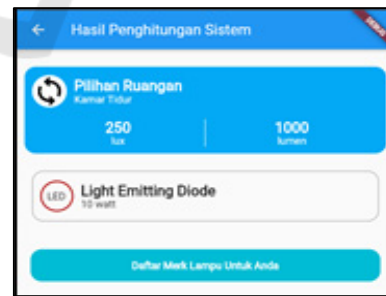 Hasil Penghitungan Sistem
DEBUG
Pilihan Ruangan
Kamar Tidur
250
lux
1000
lumen
LED
Light Emitting Diode
10 watt
Daftar Merk Lampu Untuk Anda